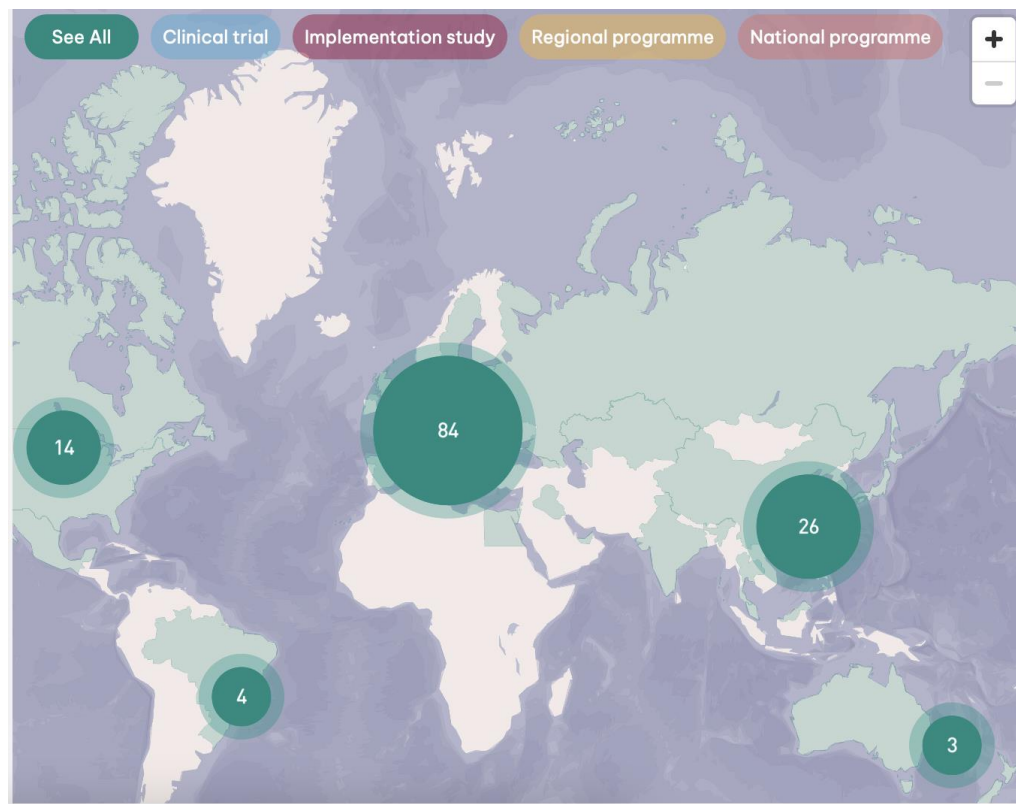 See All
Clinical trial
Implementation study
Regional programme
National programme
+
−
84
14
26
4
3